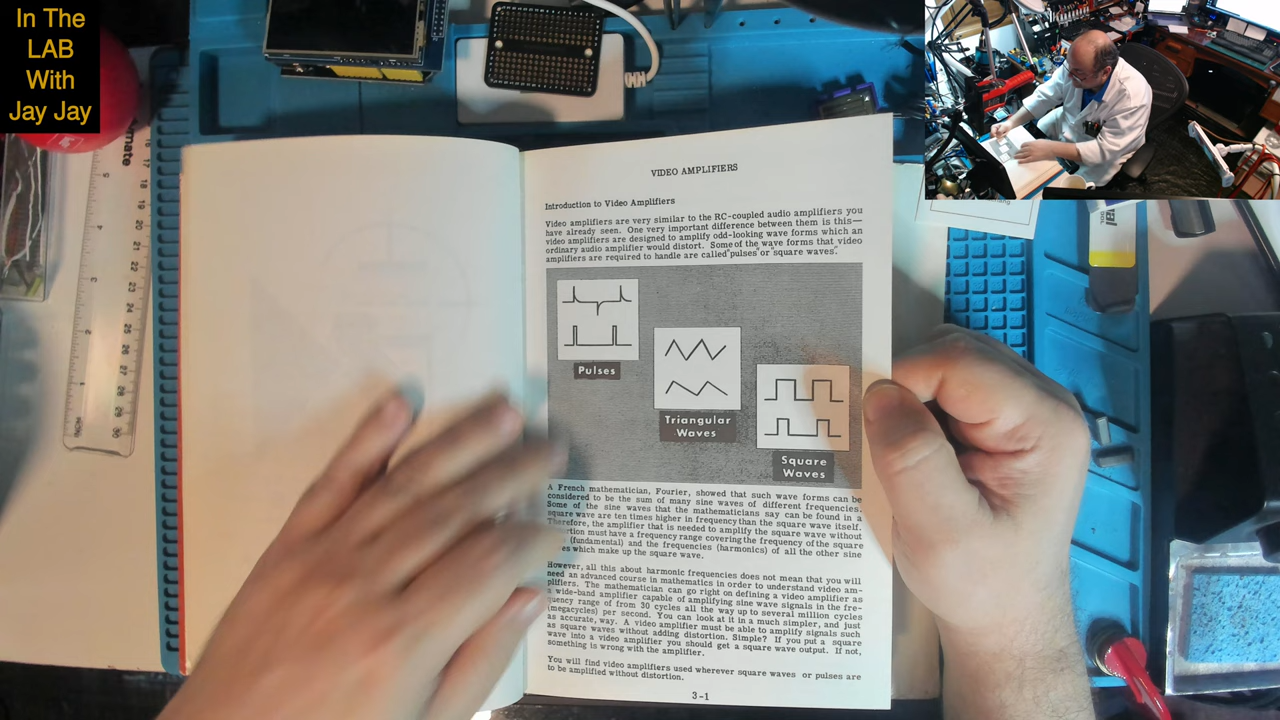 In The
LAB
With
Jay Jay
VIDEO AMPLIFIERS
Introduction to Video Amplifiers
Video amplifiers are very similar to the RC-coupled audio amplifiers you
have already seen. One very important difference between them is this—
video amplifiers are designed to amplify odd-looking wave forms which an
ordinary audio amplifier would distort. Some of the wave forms that video
amplifiers are required to handle are called "pulses" or "square waves".
Pulses
Triangular
Waves
Square
Waves
A French mathematician, Fourier, showed that such wave forms can be
considered to be the sum of many sine waves of different frequencies.
Some of the sine waves that the mathematicians say can be found in a
square wave are ten times higher in frequency than the square wave itself.
Therefore, the amplifier that is needed to amplify the square wave without
must have a frequency range covering the frequency of the square
(fundamental) and the frequencies (harmonics) of all the other sine
which make up the square wave.
However, all this about harmonic frequencies does not mean that you will
need an advanced course in mathematics in order to understand video am-
plifiers. The mathematician can go right on defining a video amplifier as
a wide-band amplifier capable of amplifying sine wave signals in the fre-
quency range of from 30 cycles all the way up to several million cycles
(megacycles) per second. You can look at it in a much simpler, and just
as accurate, way. A video amplifier must be able to amplify signals such
as square waves without adding distortion. Simple? If you put a square
wave into a video amplifier you should get a square wave output. If not,
something is wrong with the amplifier.
You will find video amplifiers used wherever square waves or pulses are
to be amplified without distortion.
3-1